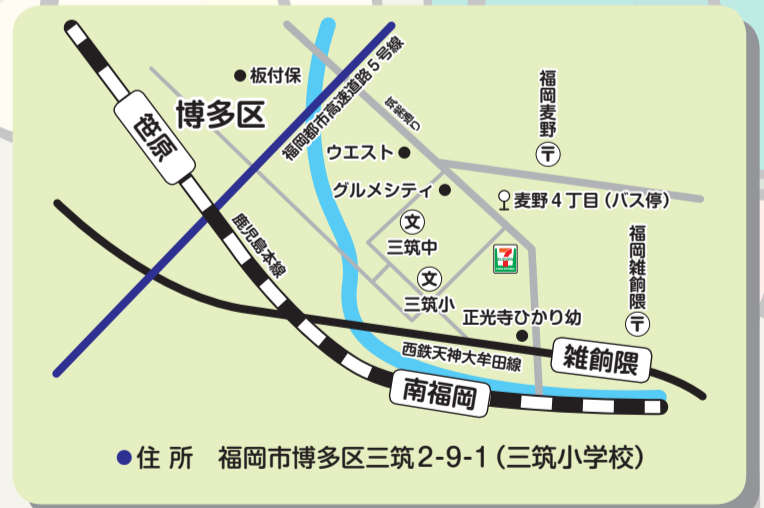 板付保
博多区
笹原
福岡都市高速道路5号線
筑紫通り
福岡麦野
ウエスト
グルメシティ
麦野4丁目（バス停）
文
三筑中
鹿児島本線
文
三筑小
7
ELEVEN
福岡雑餉隈
正光寺ひかり幼
西鉄天神大牟田線
雑餉隈
南福岡
●住所　福岡市博多区三筑2-9-1（三筑小学校）